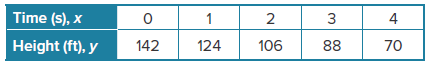 Time (s), x 0 1 2 3 4
Height (ft), y 142 124 106 88 70